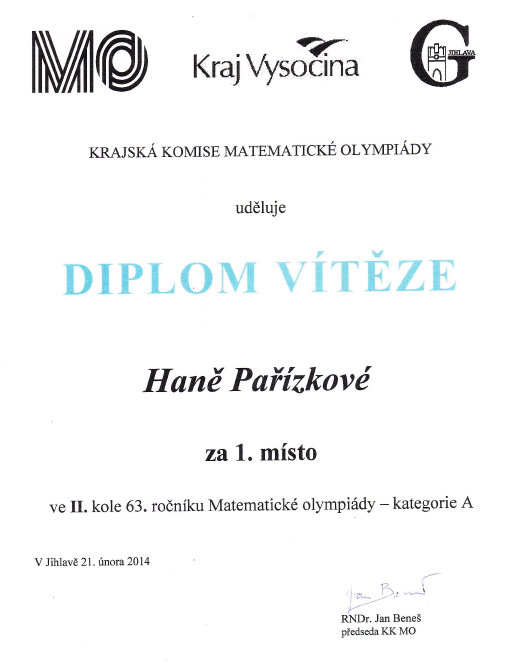 MO
Kraj Vysočina
G JIHLAVA
KRAJSKÁ KOMISE MATEMATICKÉ OLYMPIÁDY
uděluje
DIPLOM VÍTĚZE
Haně Pařízkové
za 1. místo
ve II. kole 63. ročníku Matematické olympiády – kategorie A
V Jihlavě 21. února 2014
Jan Beneš
RNDr. Jan Beneš
předseda KK MO